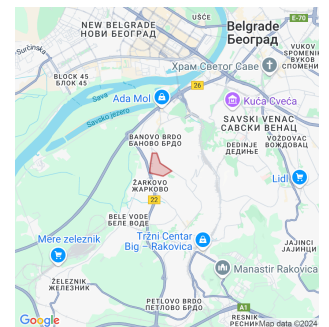 UŠĆE
E-70
NEW BELGRADE
НОВИ БЕОГРАД
Belgrade
Београд
Surčinska
VUKOV
SPOMENIK
ВУКОВ
СПОМЕНИ
Храм Светог Саве
BLOCK 45
БЛОК 45
26
Sava
Ada Mol
Kuća Cveća
Savsko jezero
SAVSKI VENAC
САВСКИ ВЕНАЦ
BANOVO BRDO
БАНОВО БРДО
VOŽDOVAC
ВОЖДОВАЦ
DEDINJE
ДЕДИЊЕ
Lidl
ŽARKOVO
ЖАРКОВО
22
BELE VODE
БЕЛЕ ВОДЕ
Mere zeleznik
Tržni Centar
Big – Rakovica
JAJINCI
ЈАЈИНЦИ
Manastir Rakovica
ŽELEZNIK
ЖЕЛЕЗНИК
PETLOVO BRDO
ПЕТЛОВО БРДО
A1
RESNIK
РЕСНИК
Google
Map data ©2024